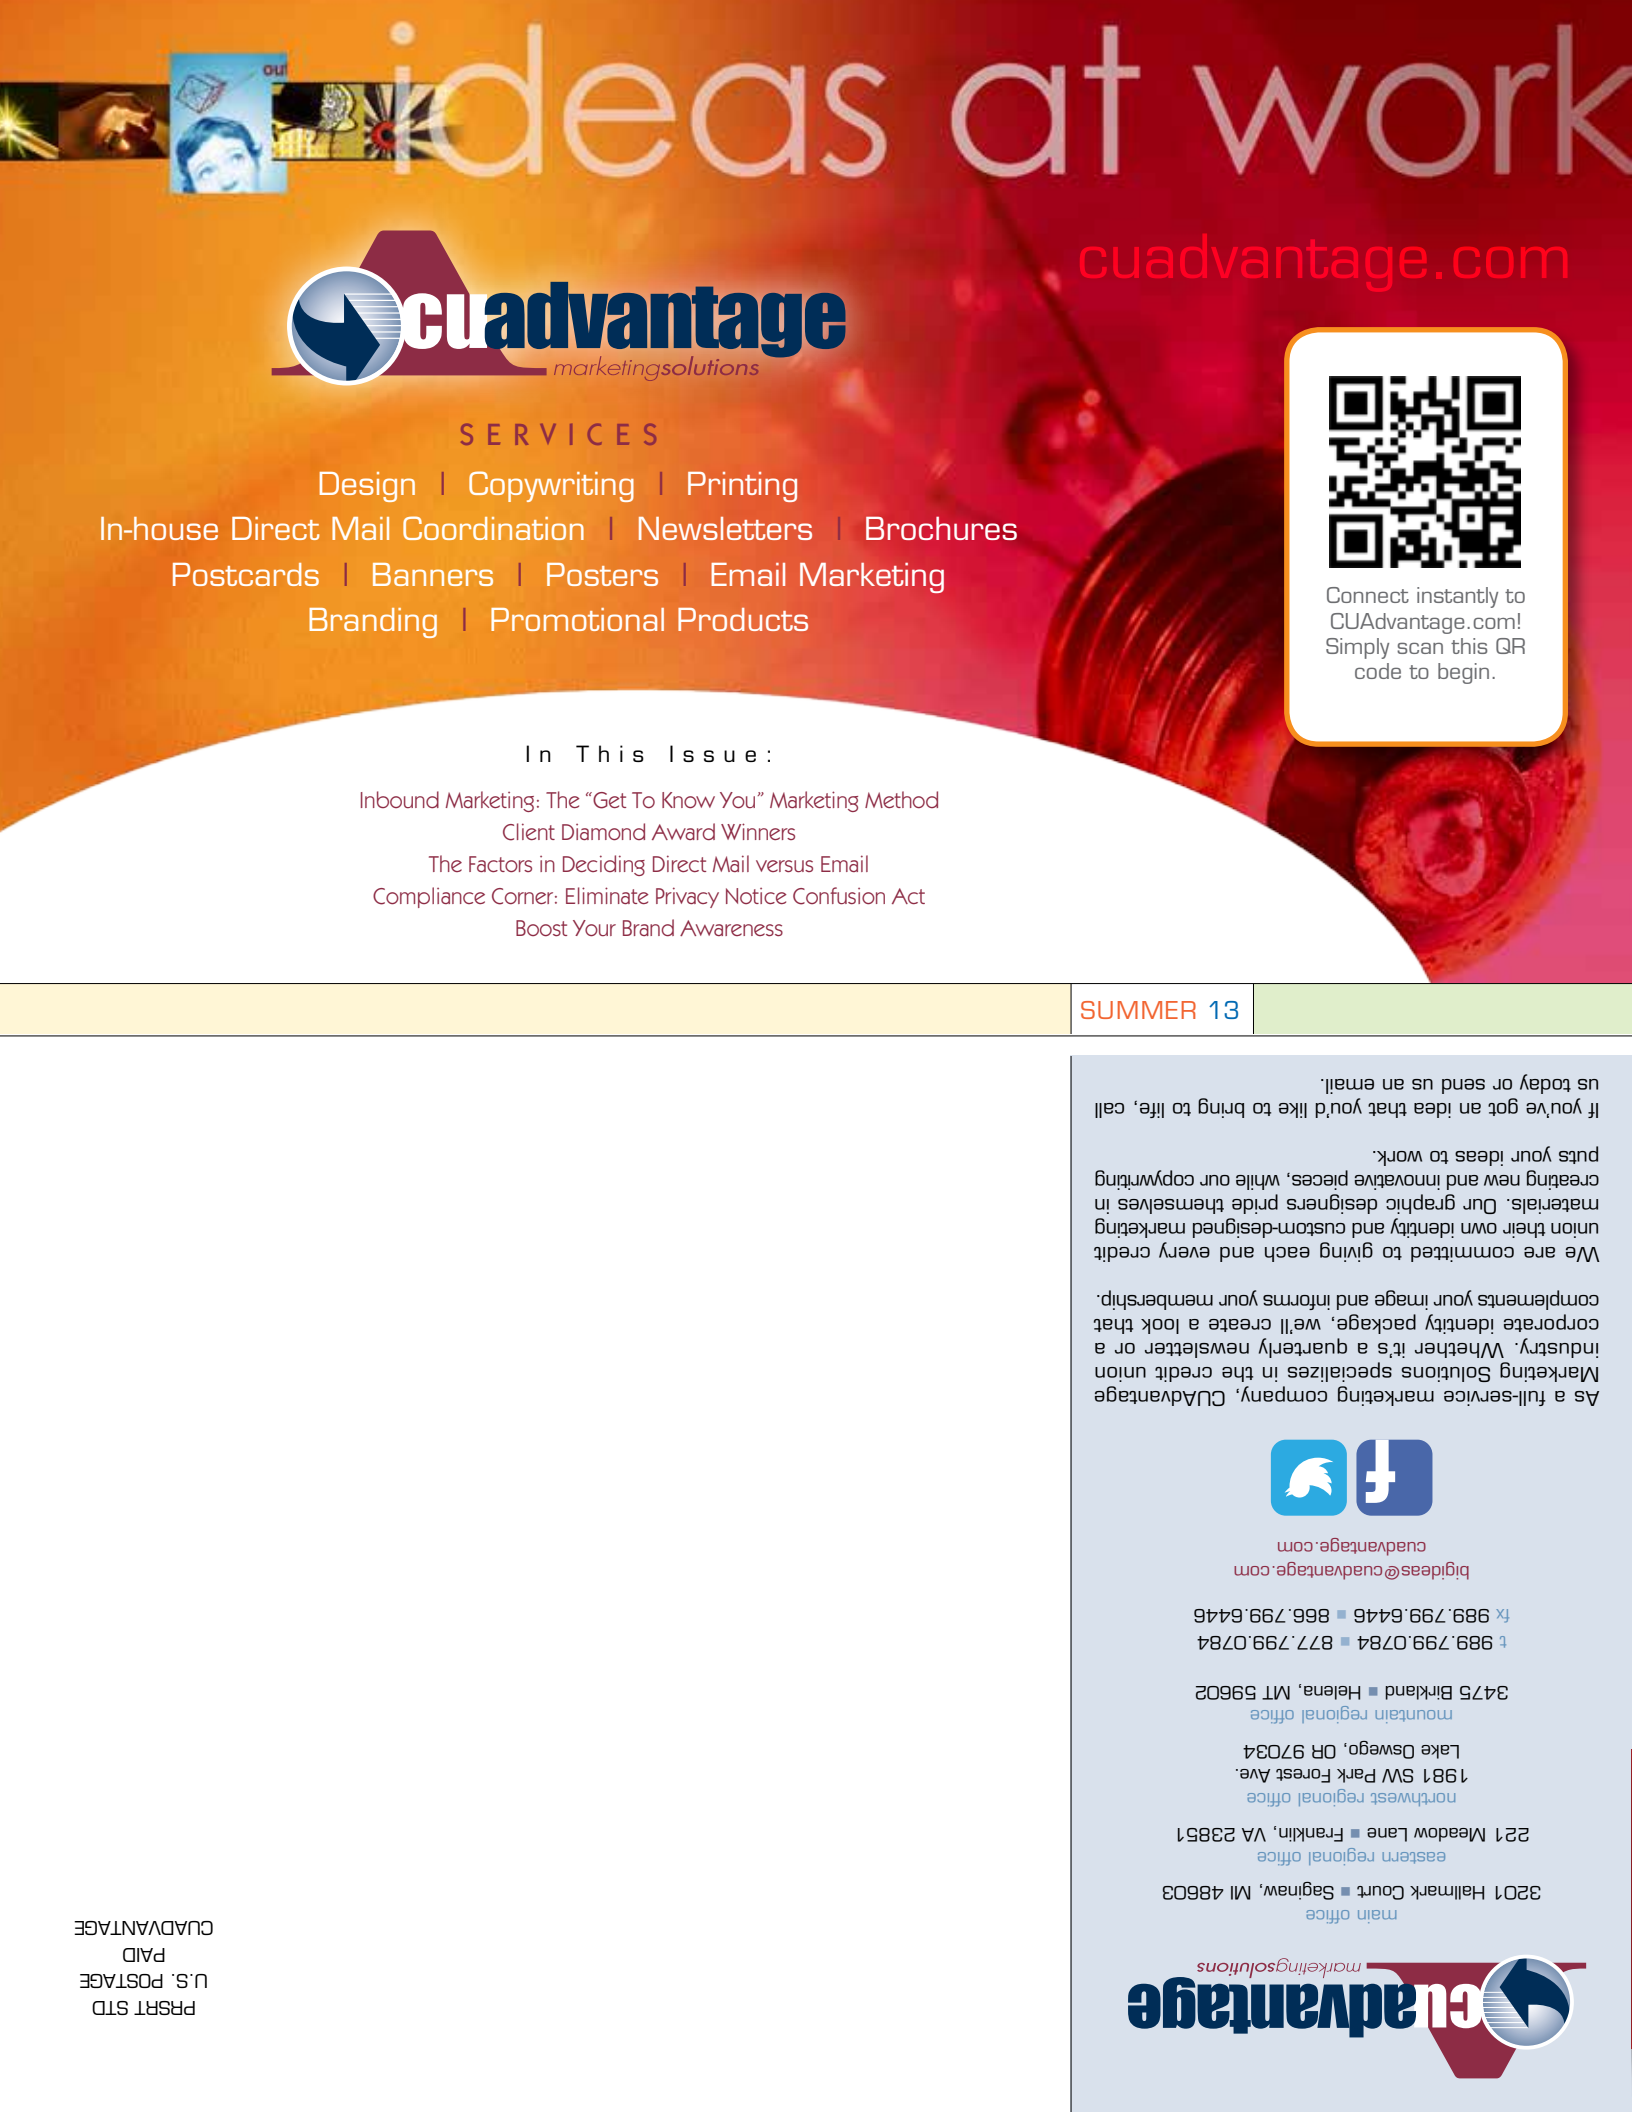 ideas at work
out
cuadvantage.com
cuadvantage
marketingsolutions
SERVICES
Design | Copywriting | Printing
In-house Direct Mail Coordination | Newsletters | Brochures
Postcards | Banners | Posters | Email Marketing
Branding | Promotional Products
Connect instantly to
CUAdvantage.com!
Simply scan this QR
code to begin.
In This Issue:
Inbound Marketing: The “Get To Know You” Marketing Method
Client Diamond Award Winners
The Factors in Deciding Direct Mail versus Email
Compliance Corner: Eliminate Privacy Notice Confusion Act
Boost Your Brand Awareness
SUMMER 13
cuadvantage
marketingsolutions
main office
3201 Hallmark Court ■ Saginaw, MI 48603
eastern regional office
221 Meadow Lane ■ Franklin, VA 23851
northwest regional office
1981 SW Park Forest Ave.
Lake Oswego, OR 97034
mountain regional office
3475 Birkland ■ Helena, MT 59602
t 989.799.0784 ■ 877.799.0784
fx 989.799.6446 ■ 866.799.6446
bigideas@cuadvantage.com
cuadvantage.com
As a full-service marketing company, CUAdvantage
Marketing Solutions specializes in the credit union
industry. Whether it’s a quarterly newsletter or a
corporate identity package, we’ll create a look that
complements your image and informs your membership.
We are committed to giving each and every credit
union their own identity and custom-designed marketing
materials. Our graphic designers pride themselves in
creating new and innovative pieces, while our copywriting
puts your ideas to work.
If you’ve got an idea that you’d like to bring to life, call
us today or send us an email.
PRSRT STD
U.S. POSTAGE
PAID
CUADVANTAGE